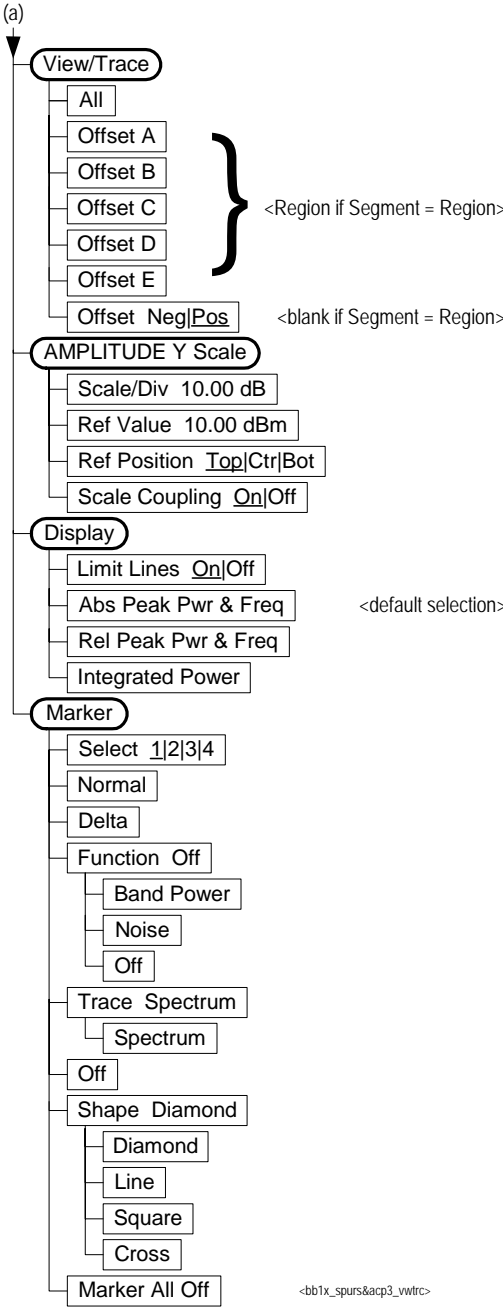 (a)
View/Trace
All
Offset A
Offset B
Offset C
<Region if Segment = Region>
Offset D
Offset E
Offset Neg|Pos <blank if Segment = Region>
AMPLITUDE Y Scale
Scale/Div 10.00 dB
Ref Value 10.00 dBm
Ref Position Top|Ctr|Bot
Scale Coupling On|Off
Display
Limit Lines On|Off
Abs Peak Pwr & Freq <default selection>
Rel Peak Pwr & Freq
Integrated Power
Marker
Select 1|2|3|4
Normal
Delta
Function Off
Band Power
Noise
Off
Trace Spectrum
Spectrum
Off
Shape Diamond
Diamond
Line
Square
Cross
Marker All Off <bb1x_spurs&acp3_vwtrc>